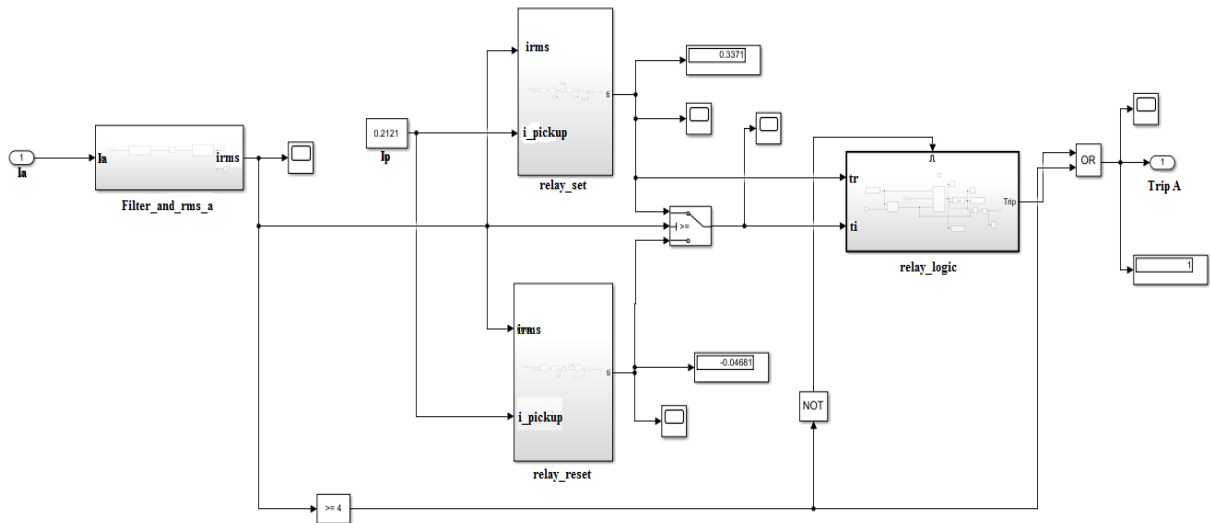 1
Ia
Ia
irms
Filter_and_rms_a
0.2121
Ip
irms
i_pickup
ti
relay_set
0.3371
>=
tr
ti
Trip
relay_logic
OR
1
Trip A
1
irms
i_pickup
ti
relay_reset
-0.04681
NOT
>= 4